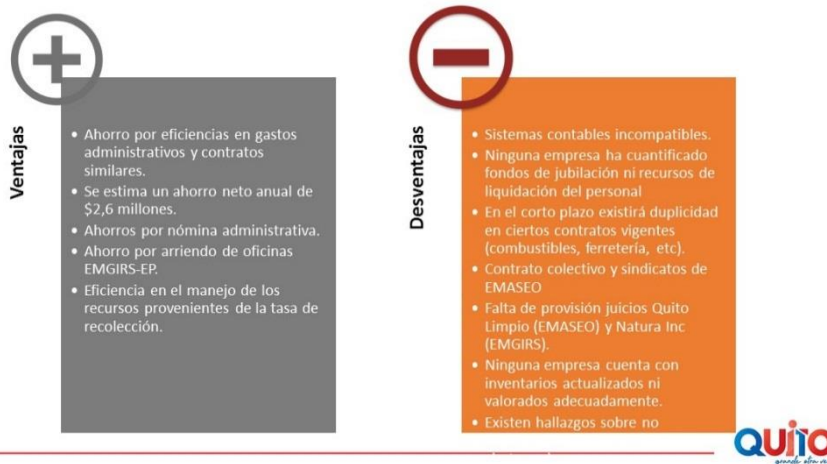 Ventajas
• Ahorro por eficiencias en gastos
administrativos y contratos
similares.
• Se estima un ahorro neto anual de
$2,6 millones.
• Ahorros por nómina administrativa.
• Ahorro por arriendo de oficinas
EMGIRS-EP.
• Eficiencia en el manejo de los
recursos provenientes de la tasa de
recolección.
Desventajas
• Sistemas contables incompatibles.
• Ninguna empresa ha cuantificado
fondos de jubilación ni recursos de
liquidación del personal
• En el corto plazo existirá duplicidad
en ciertos contratos vigentes
(combustibles, ferretería, etc).
• Contrato colectivo y sindicatos de
EMASEO
• Falta de provisión juicios Quito
Limpio (EMASEO) y Natura Inc
(EMGIRS).
• Ninguna empresa cuenta con
inventarios actualizados ni
valorados adecuadamente.
• Existen hallazgos sobre no
QUITO
grande otra ve